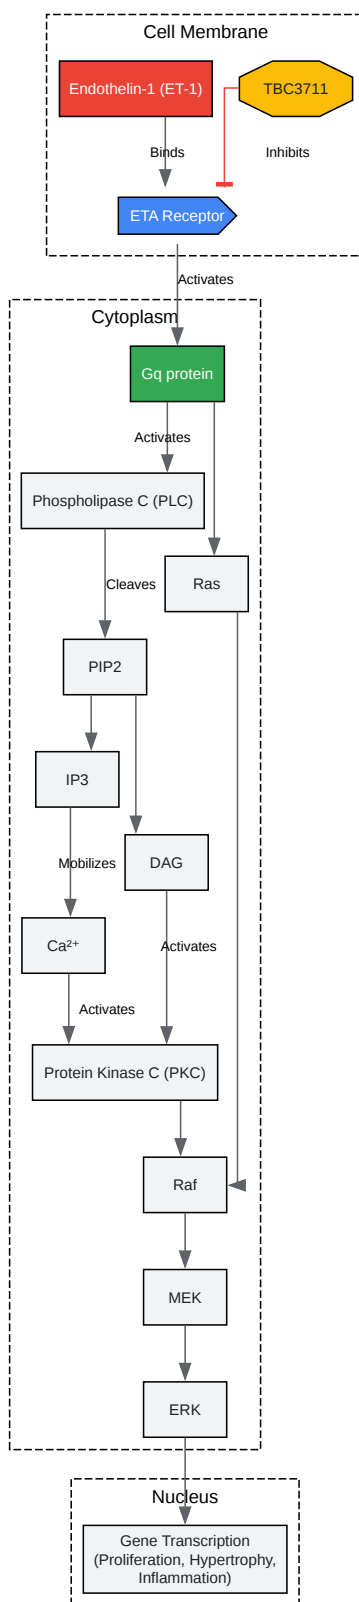 Cell Membrane
Endothelin-1 (ET-1)
TBC3711
Binds
Inhibits
ETA Receptor
Activates
Cytoplasm
Gq protein
Activates
Phospholipase C (PLC)
Ras
Cleaves
PIP2
IP3
DAG
Mobilizes
Ca²⁺
Activates
Activates
Protein Kinase C (PKC)
Raf
MEK
ERK
Nucleus
Gene Transcription
(Proliferation, Hypertrophy,
Inflammation)